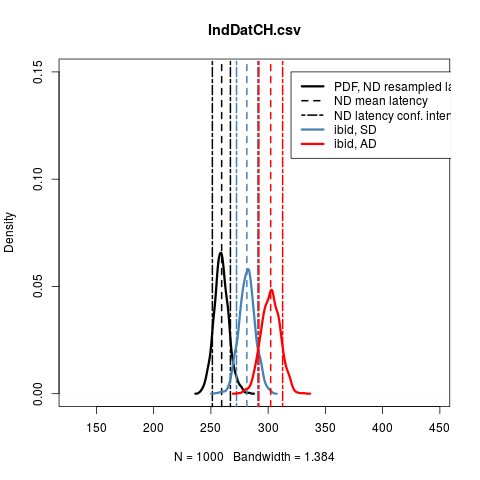 IndDatCH.csv
PDF, ND resampled la
ND mean latency
ND latency conf. inter
ibid, SD
ibid, AD
Density
0.00
0.05
0.10
0.15
150
200
250
300
350
400
450
N = 1000 Bandwidth = 1.384